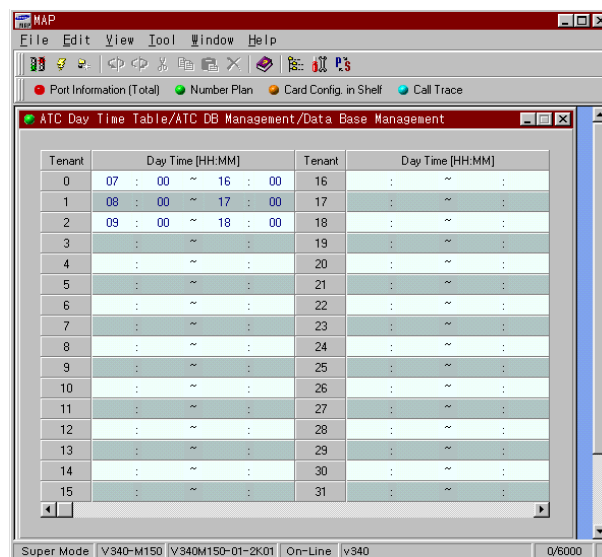 MAP
File Edit View Tool Window Help
Port Information (Total) Number Plan Card Config. in Shelf Call Trace
ATC Day Time Table/ATC DB Management/Data Base Management
Tenant Day Time [HH:MM] Tenant Day Time [HH:MM]
0 07 : 00 ~ 16 : 00 16 : ~ :
1 08 : 00 ~ 17 : 00 17 : ~ :
2 09 : 00 ~ 18 : 00 18 : ~ :
3 : ~ : 19 : ~ :
4 : ~ : 20 : ~ :
5 : ~ : 21 : ~ :
6 : ~ : 22 : ~ :
7 : ~ : 23 : ~ :
8 : ~ : 24 : ~ :
9 : ~ : 25 : ~ :
10 : ~ : 26 : ~ :
11 : ~ : 27 : ~ :
12 : ~ : 28 : ~ :
13 : ~ : 29 : ~ :
14 : ~ : 30 : ~ :
15 : ~ : 31 : ~ :
Super Mode V340-M150 V340M150-01-2K01 On-Line v340 0/6000